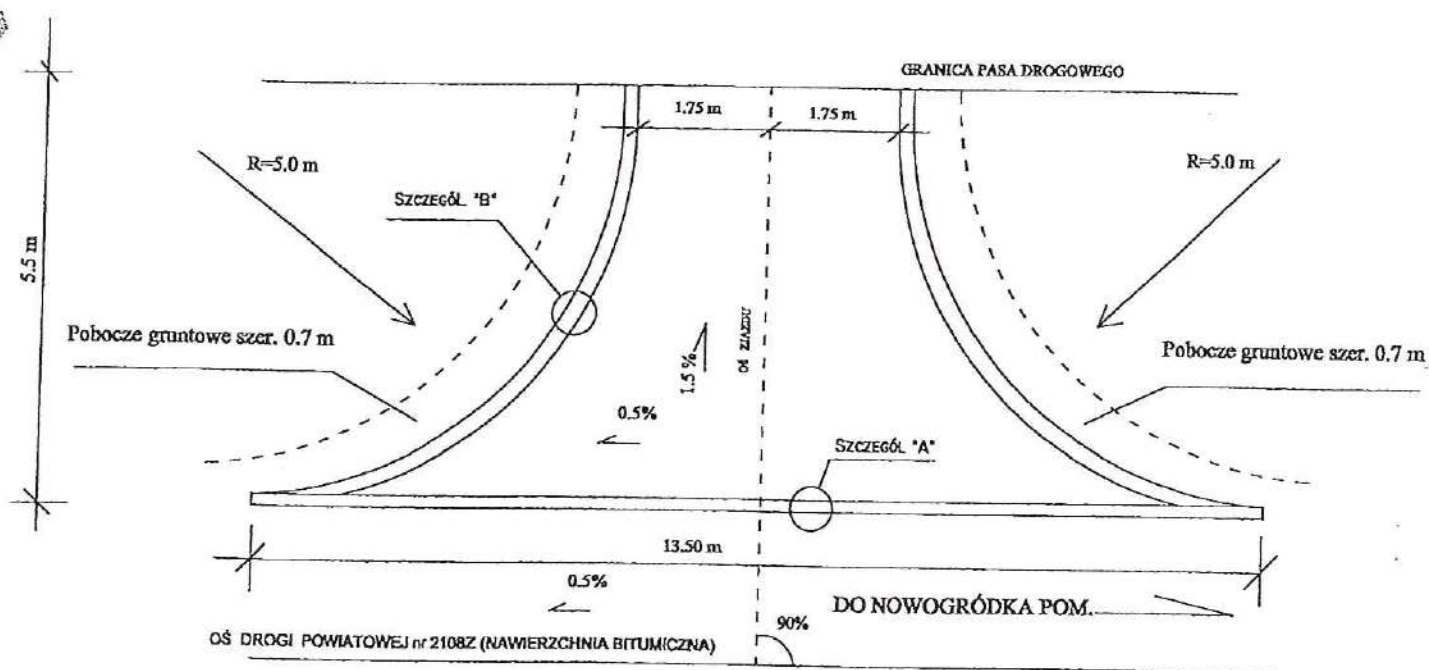 GRANICA PASA DROGOWEGO
1.75 m
1.75 m
R=5.0 m
R=5.0 m
SZCZEGÓŁ "B"
5.5 m
Pobocze gruntowe szer. 0.7 m
OŚ ZJAZDU
1.5 %
Pobocze gruntowe szer. 0.7 m
0.5%
SZCZEGÓŁ "A"
13.50 m
0.5%
DO NOWOGRÓDKA POM.
90%
OŚ DROGI POWIATOWEJ nr 2108Z (NAWIERZCHNIA BITUMICZNA)